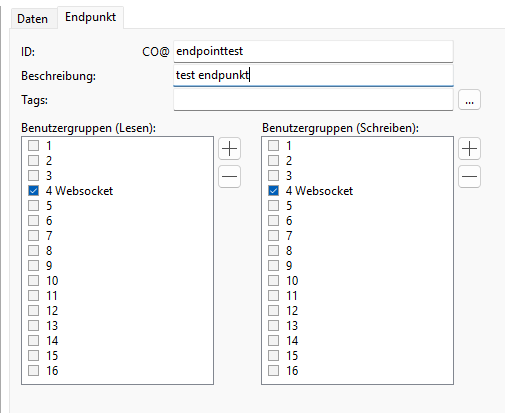 Daten Endpunkt
ID: CO@ endpointtest
Beschreibung: test endpunkt
Tags: ...
Benutzergruppen (Lesen): Benutzergruppen (Schreiben):
1 1
2 2
3 3
4 Websocket 4 Websocket
5 5
6 6
7 7
8 8
9 9
10 10
11 11
12 12
13 13
14 14
15 15
16 16